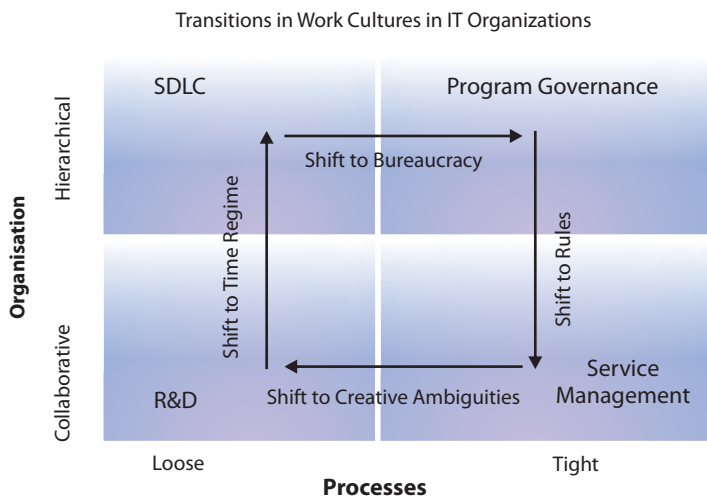 Transitions in Work Cultures in IT Organizations
SDLC
Program Governance
Shift to Bureaucracy
Hierarchical
Organisation
Shift to Time Regime
Shift to Rules
Collaborative
R&D
Shift to Creative Ambiguities
Service
Management
Loose
Tight
Processes